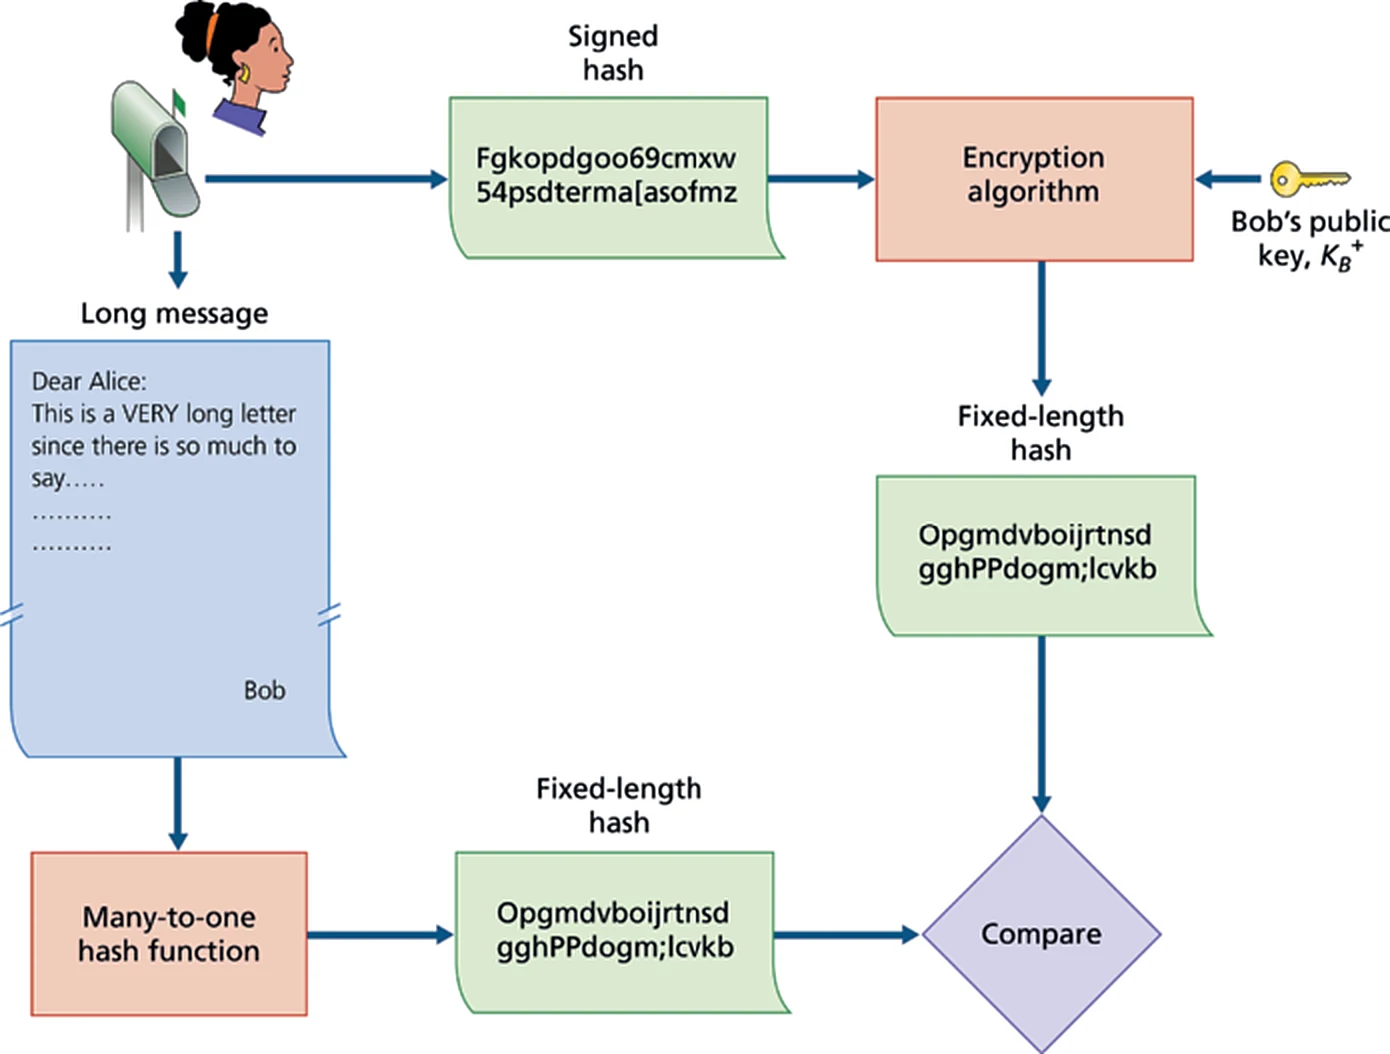 Signed
hash
Fgkopdgoo69cmxw
54psdterma[asofmz
Encryption
algorithm
Bob's public
key, K_B^+
Long message
Dear Alice:
This is a VERY long letter
since there is so much to
say.....
..........
..........
Bob
Fixed-length
hash
Opgmdvboijrtnsd
gghPPdogm;lcvkb
Many-to-one
hash function
Fixed-length
hash
Opgmdvboijrtnsd
gghPPdogm;lcvkb
Compare